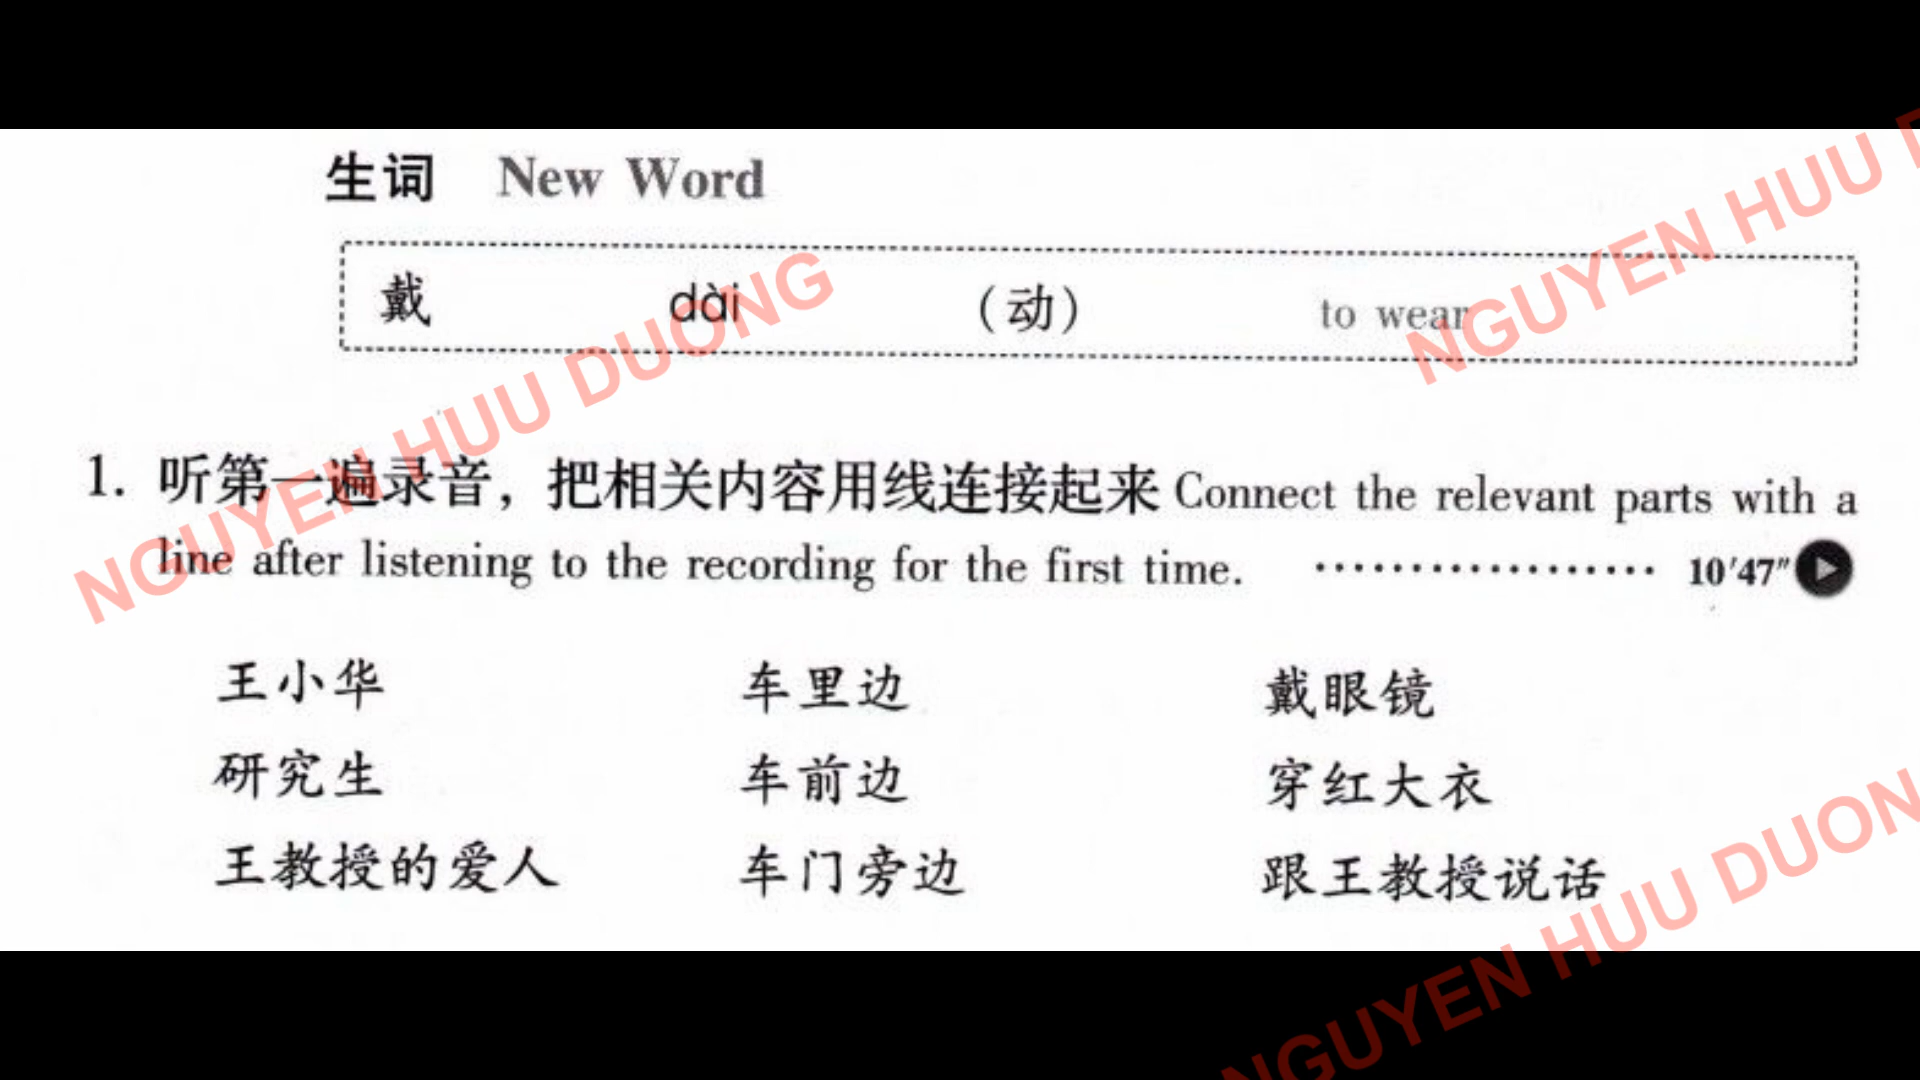 生词 New Word
戴 dài （动） to wear
1. 听第一遍录音，把相关内容用线连接起来 Connect the relevant parts with a
line after listening to the recording for the first time. ·················· 10′47″
王小华 车里边 戴眼镜
研究生 车前边 穿红大衣
王教授的爱人 车门旁边 跟王教授说话
NGUYEN HUU DUONG
NGUYEN HUU D
NGUYEN HUU DUON